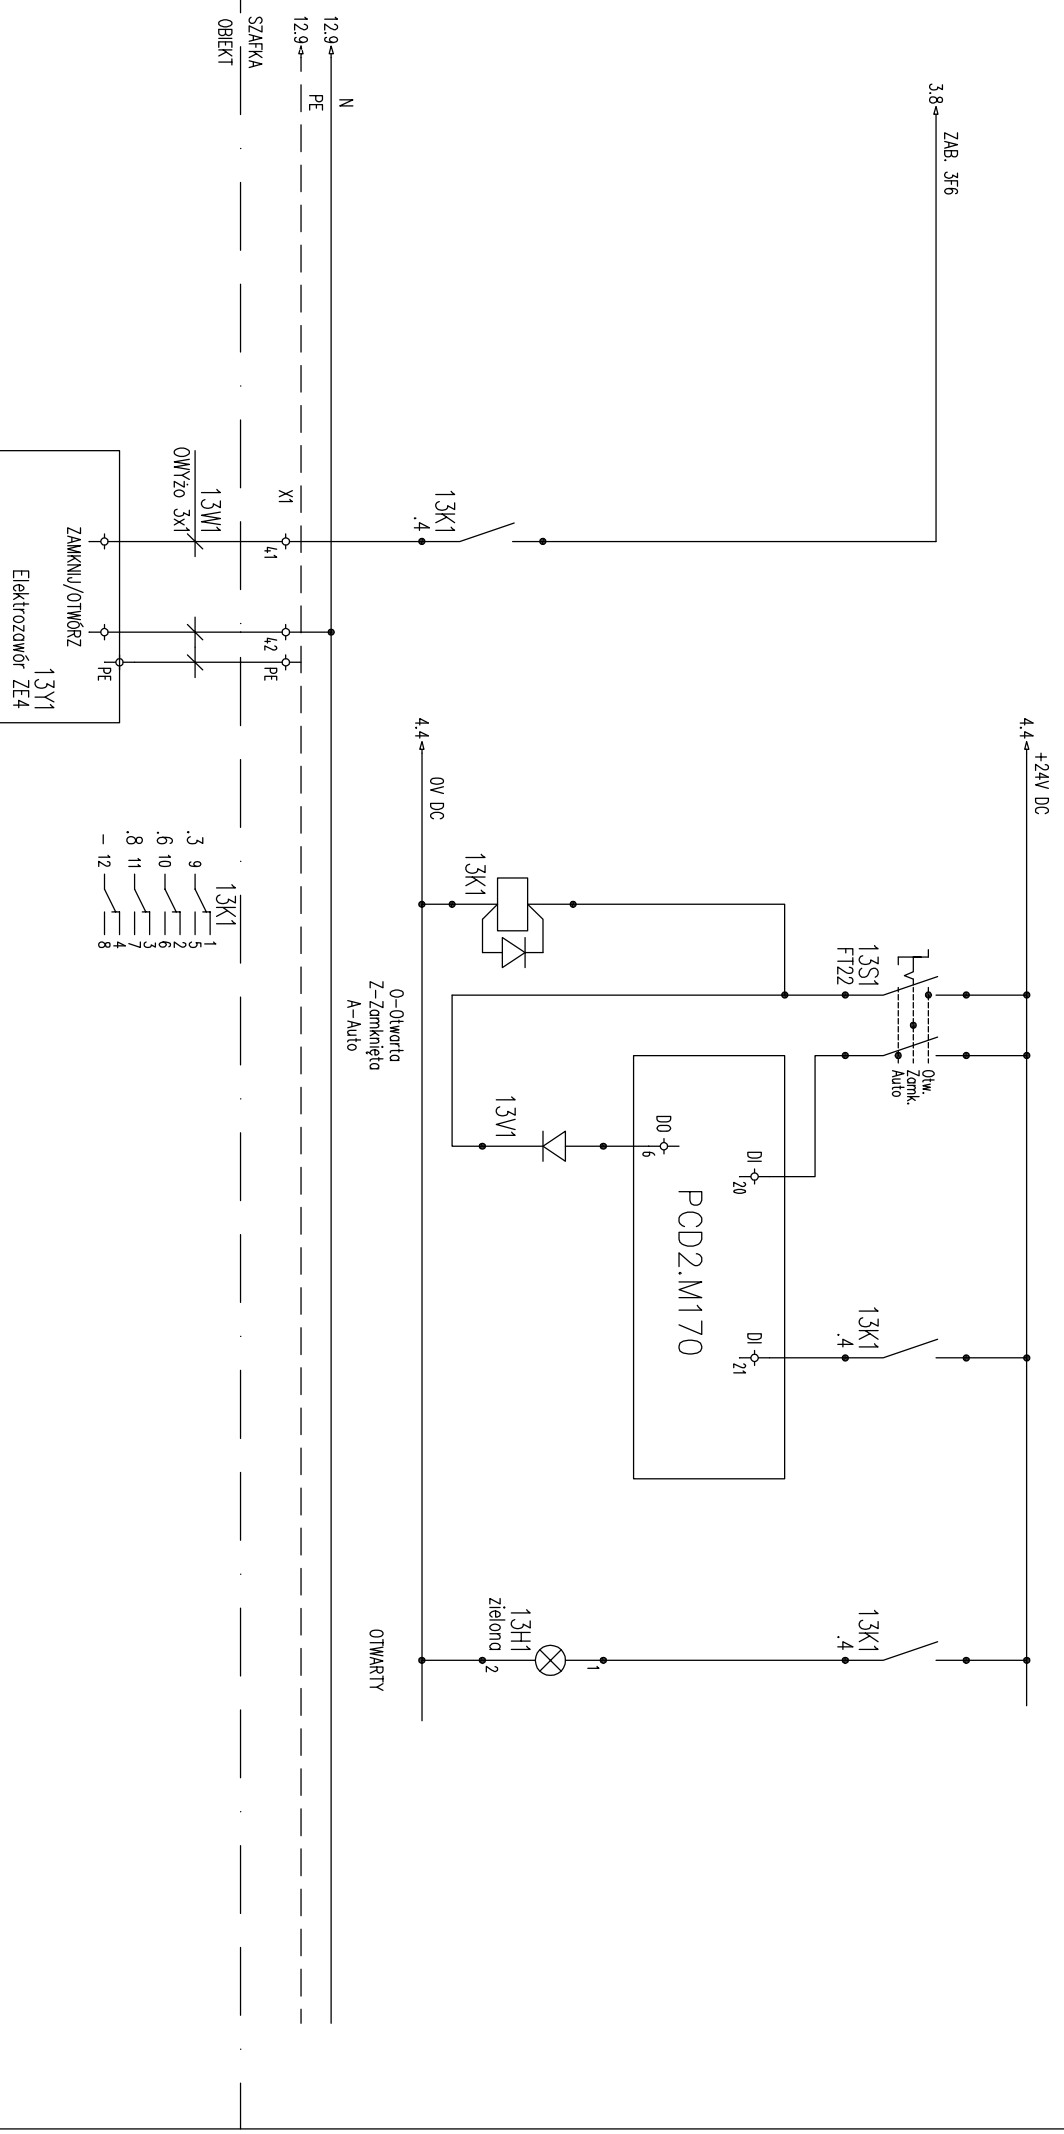 3.8
ZAB. 3F6
4.4
+24V DC
13S1
FT22
Otw.
Zamk.
Auto
13K1
.4
13K1
.4
DI
20
DI
21
DO
6
PCD2.M170
13K1
.4
13K1
13V1
13H1
zielona
1
2
4.4
0V DC
O-Otwarta
Z-Zamknięta
A-Auto
OTWARTY
12.9
N
12.9
PE
X1
41
42
PE
SZAFKA
OBIEKT
13W1
OWYżo 3x1
ZAMKNIJ/OTWÓRZ
PE
13Y1
Elektrozawór ZE4
13K1
.3 9 1
5
.6 10 2
6
.8 11 3
7
- 12 4
8